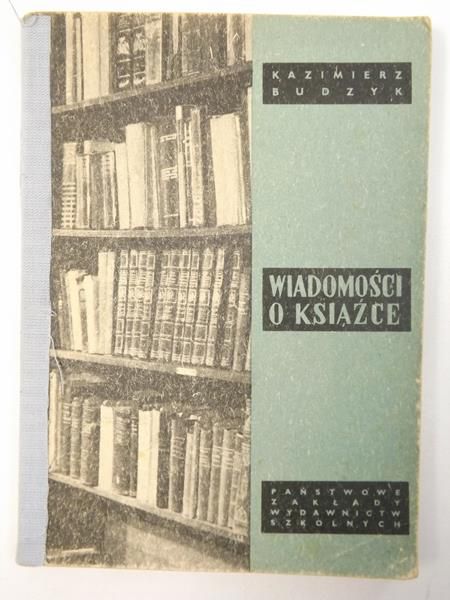 KAZIMIERZ
BUDZYK
WIADOMOŚCI
O KSIĄŻCE
PAŃSTWOWE
ZAKŁADY
WYDAWNICTW
SZKOLNYCH